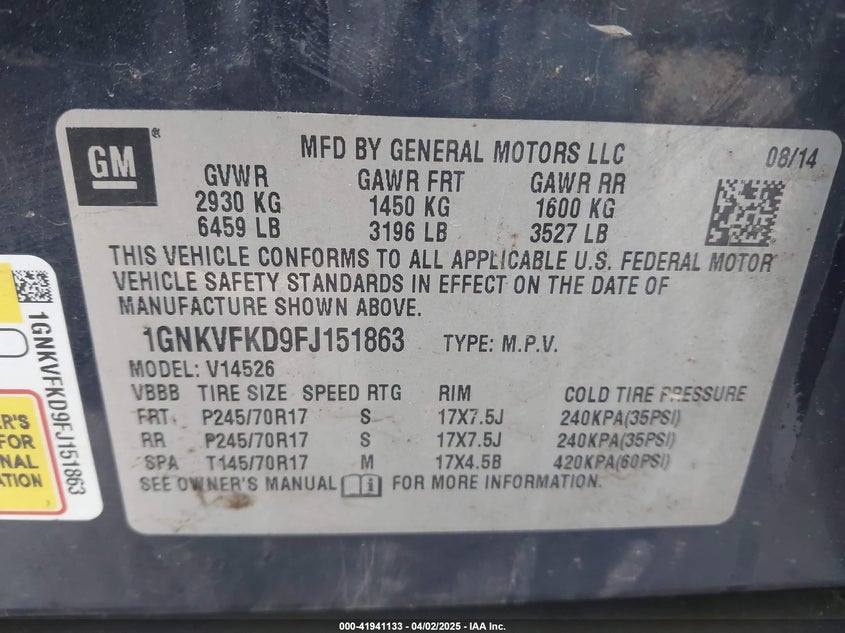 GM
®
MFD BY GENERAL MOTORS LLC
08/14
GVWR GAWR FRT GAWR RR
2930 KG 1450 KG 1600 KG
6459 LB 3196 LB 3527 LB
THIS VEHICLE CONFORMS TO ALL APPLICABLE U.S. FEDERAL MOTOR
VEHICLE SAFETY STANDARDS IN EFFECT ON THE DATE OF
MANUFACTURE SHOWN ABOVE.
1GNKVFKD9FJ151863 TYPE: M.P.V.
MODEL: V14526
VBBB TIRE SIZE SPEED RTG RIM COLD TIRE PRESSURE
FRT P245/70R17 S 17X7.5J 240KPA(35PSI)
RR P245/70R17 S 17X7.5J 240KPA(35PSI)
SPA T145/70R17 M 17X4.5B 420KPA(60PSI)
SEE OWNER'S MANUAL i FOR MORE INFORMATION.
1GNKVFKD9FJ151863
ER'S
FOR
NAL
ATION
000-41941133 - 04/02/2025 - IAA Inc.